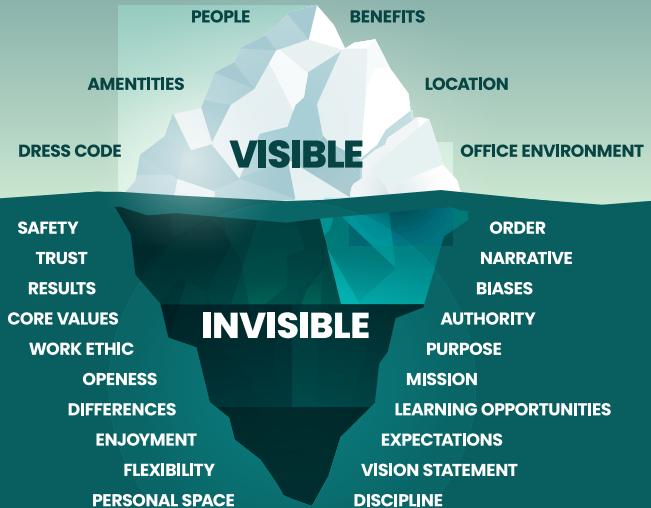 PEOPLE
BENEFITS
AMENTITIES
LOCATION
DRESS CODE
VISIBLE
OFFICE ENVIRONMENT
SAFETY
ORDER
TRUST
NARRATIVE
RESULTS
BIASES
CORE VALUES
INVISIBLE
AUTHORITY
WORK ETHIC
PURPOSE
OPENESS
MISSION
DIFFERENCES
LEARNING OPPORTUNITIES
ENJOYMENT
EXPECTATIONS
FLEXIBILITY
VISION STATEMENT
PERSONAL SPACE
DISCIPLINE